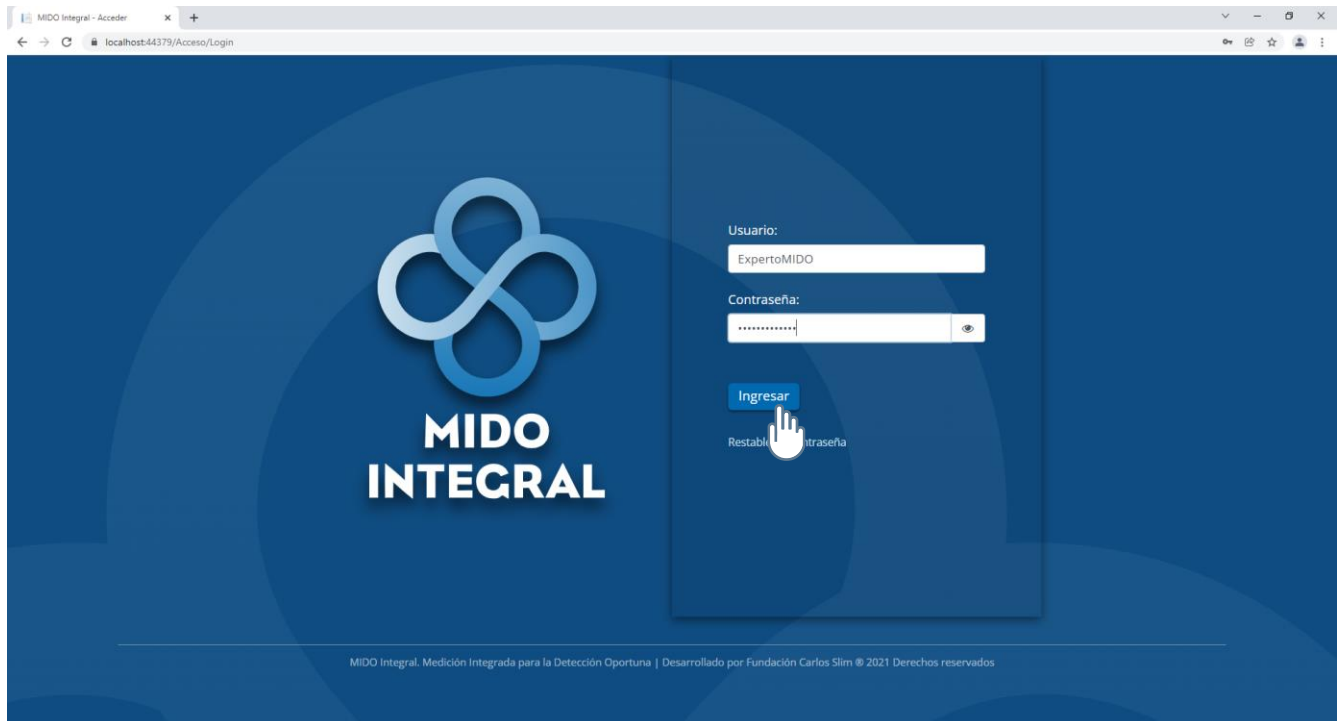 MIDO Integral - Acceder
localhost:44379/Acceso/Login
MIDO
INTEGRAL
Usuario:
ExpertoMIDO
Contraseña:
•••••••••••••
Ingresar
MIDO Integral. Medición Integrada para la Detección Oportuna | Desarrollado por Fundación Carlos Slim ® 2021 Derechos reservados